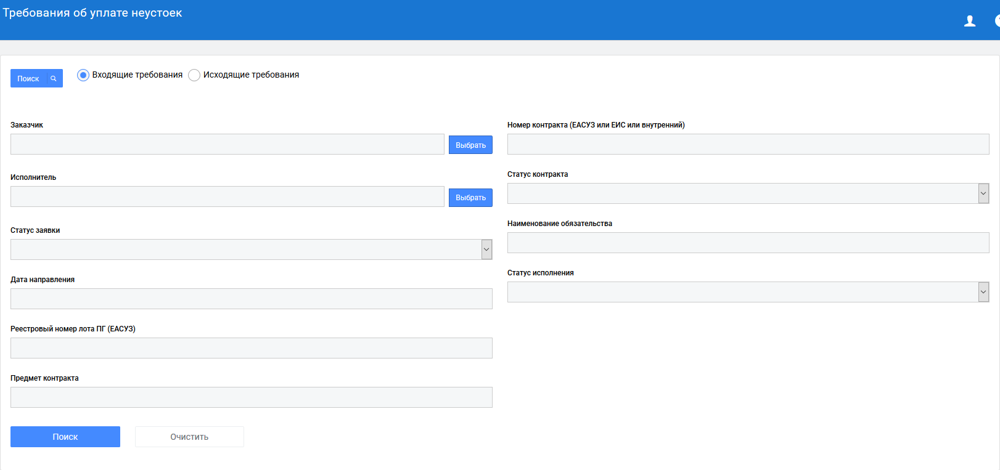 Требования об уплате неустоек
Поиск
Входящие требования
Исходящие требования
Заказчик
Выбрать
Исполнитель
Выбрать
Статус заявки
Дата направления
Реестровый номер лота ПГ (ЕАСУЗ)
Предмет контракта
Номер контракта (ЕАСУЗ или ЕИС или внутренний)
Статус контракта
Наименование обязательства
Статус исполнения
Поиск
Очистить